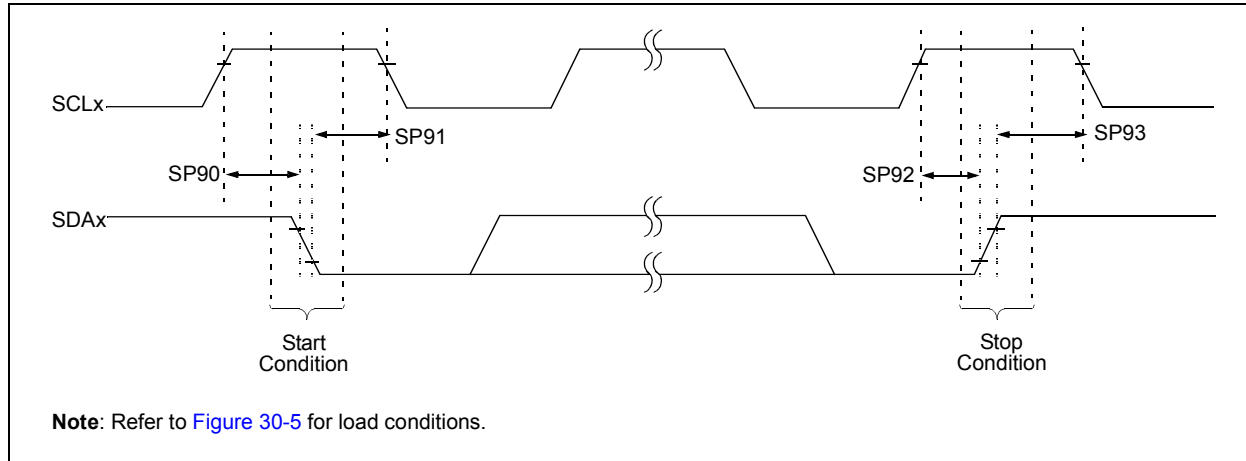 SCLx
SP91
SP93
SP90
SP92
SDAx
Start
Condition
Stop
Condition
Note: Refer to Figure 30-5 for load conditions.